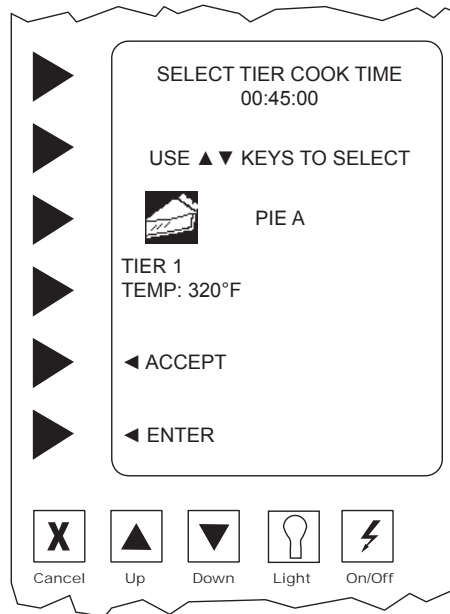 SELECT TIER COOK TIME
00:45:00
USE ▲▼ KEYS TO SELECT
PIE A
TIER 1
TEMP: 320°F
◄ ACCEPT
◄ ENTER
X
Cancel Up Down Light On/Off